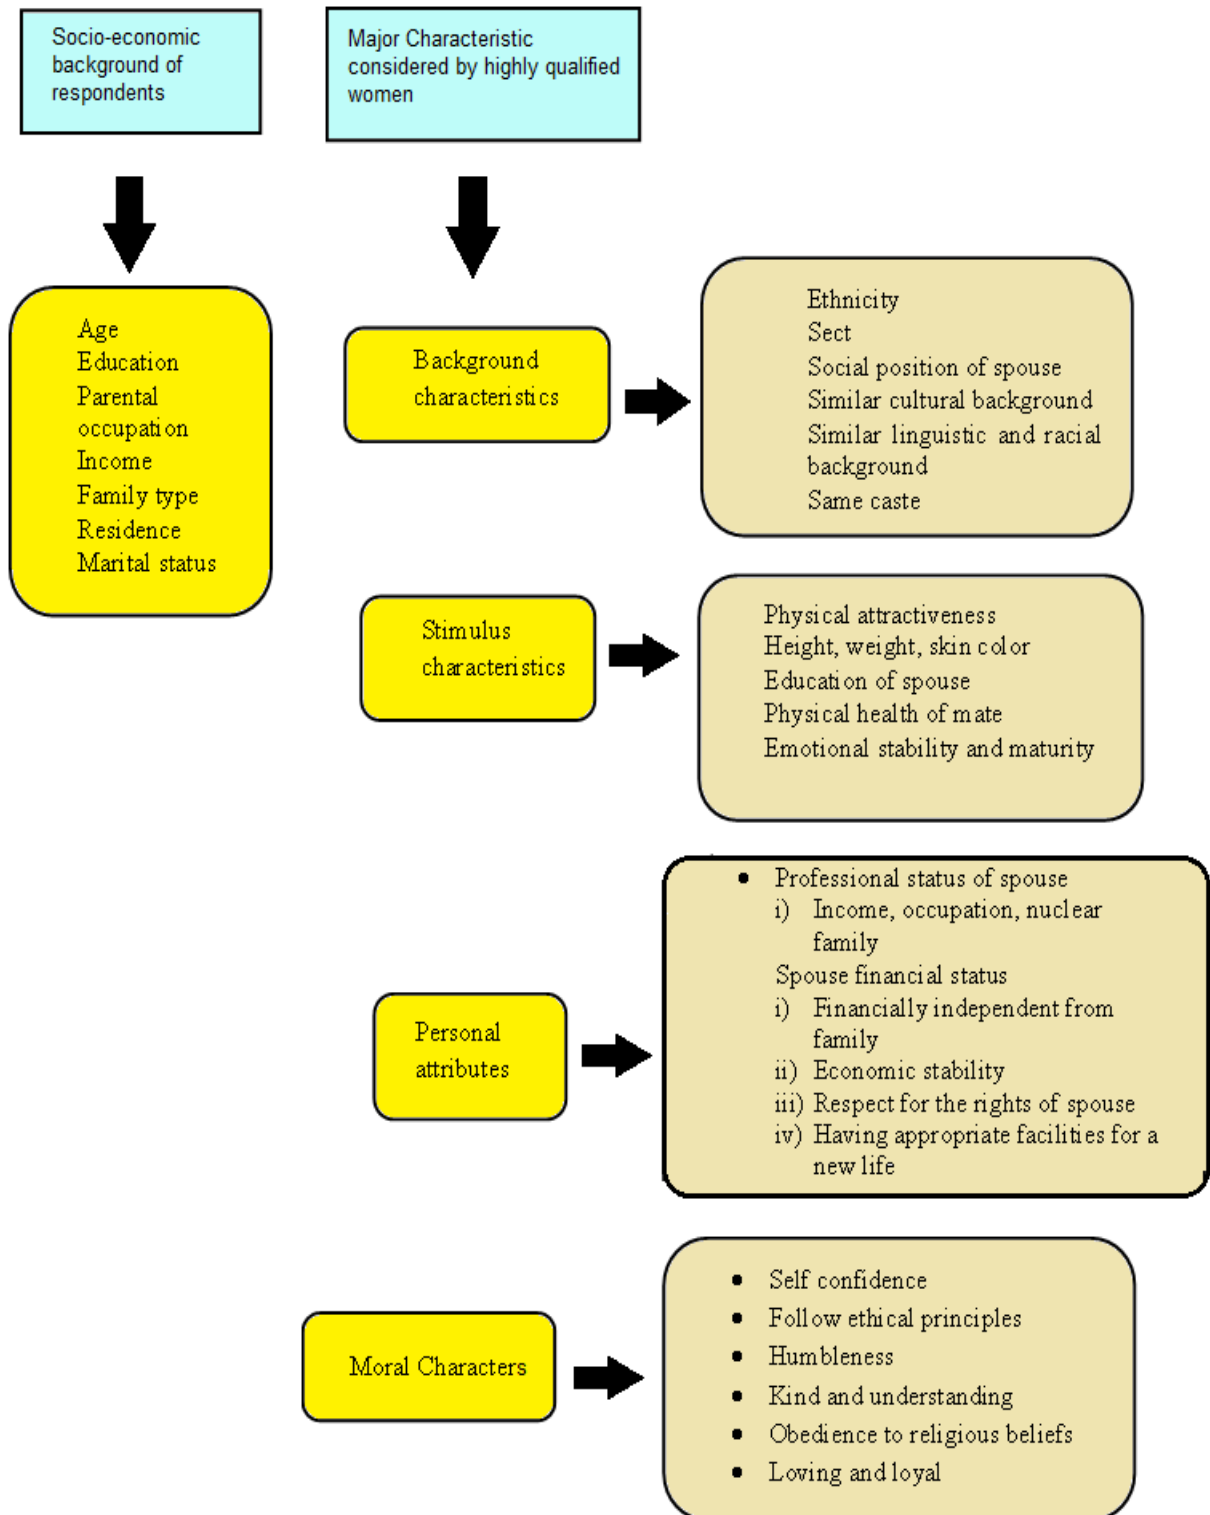 Socio-economic
background of
respondents
Major Characteristic
considered by highly qualified
women
Age
Education
Parental
occupation
Income
Family type
Residence
Marital status
Background
characteristics
Ethnicity
Sect
Social position of spouse
Similar cultural background
Similar linguistic and racial
background
Same caste
Stimulus
characteristics
Physical attractiveness
Height, weight, skin color
Education of spouse
Physical health of mate
Emotional stability and maturity
Personal
attributes
• Professional status of spouse
i) Income, occupation, nuclear
family
Spouse financial status
i) Financially independent from
family
ii) Economic stability
iii) Respect for the rights of spouse
iv) Having appropriate facilities for a
new life
Moral Characters
• Self confidence
• Follow ethical principles
• Humbleness
• Kind and understanding
• Obedience to religious beliefs
• Loving and loyal